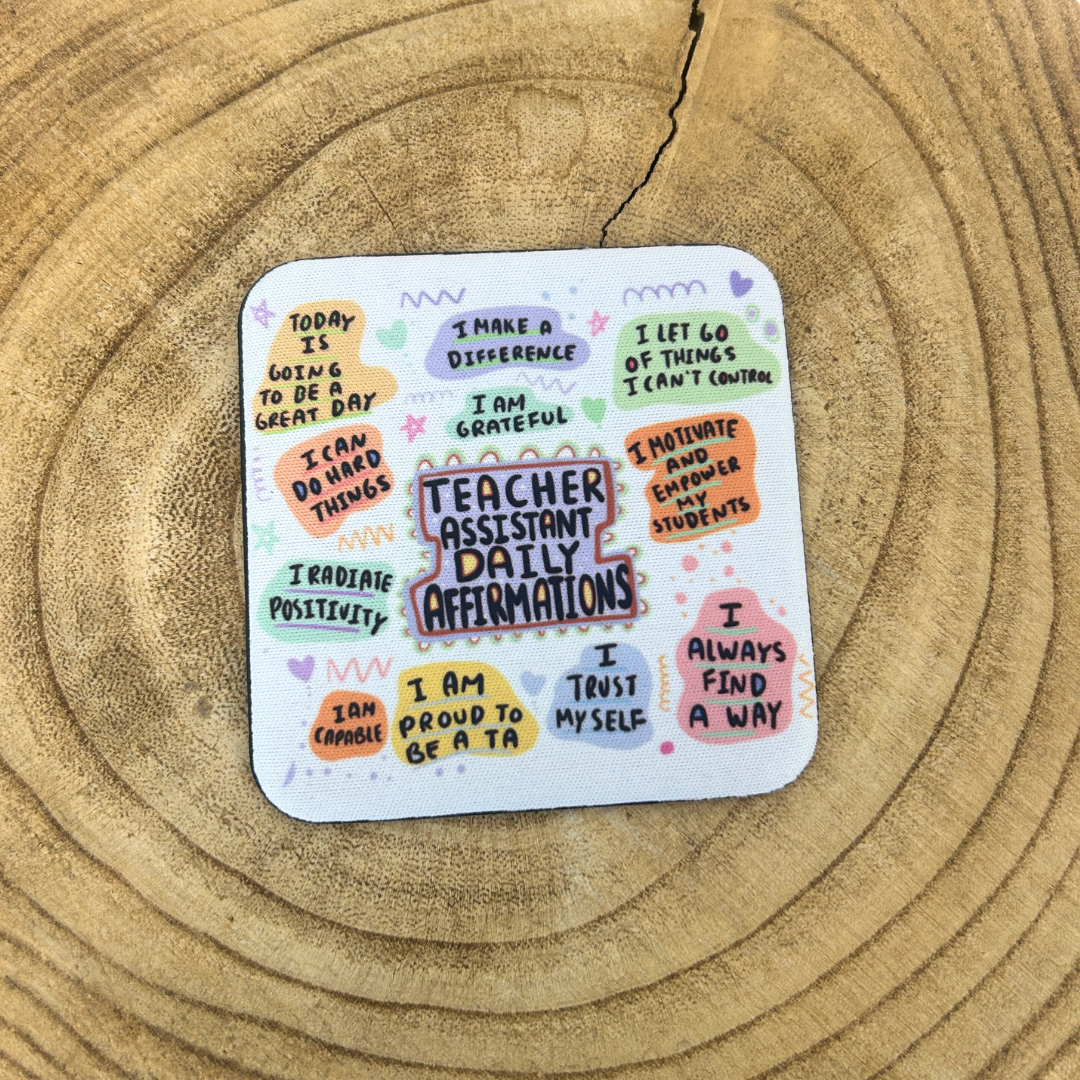 TODAY
IS
GOING
TO BE A
GREAT DAY
I MAKE A
DIFFERENCE
I LET GO
OF THINGS
I CAN'T CONTROL
I AM
GRATEFUL
I CAN
DO HARD
THINGS
TEACHER
ASSISTANT
DAILY
AFFIRMATIONS
I MOTIVATE
AND
EMPOWER
MY
STUDENTS
I RADIATE
POSITIVITY
I AM
CAPABLE
I AM
PROUD TO
BE A TA
I
TRUST
MYSELF
I
ALWAYS
FIND
A WAY